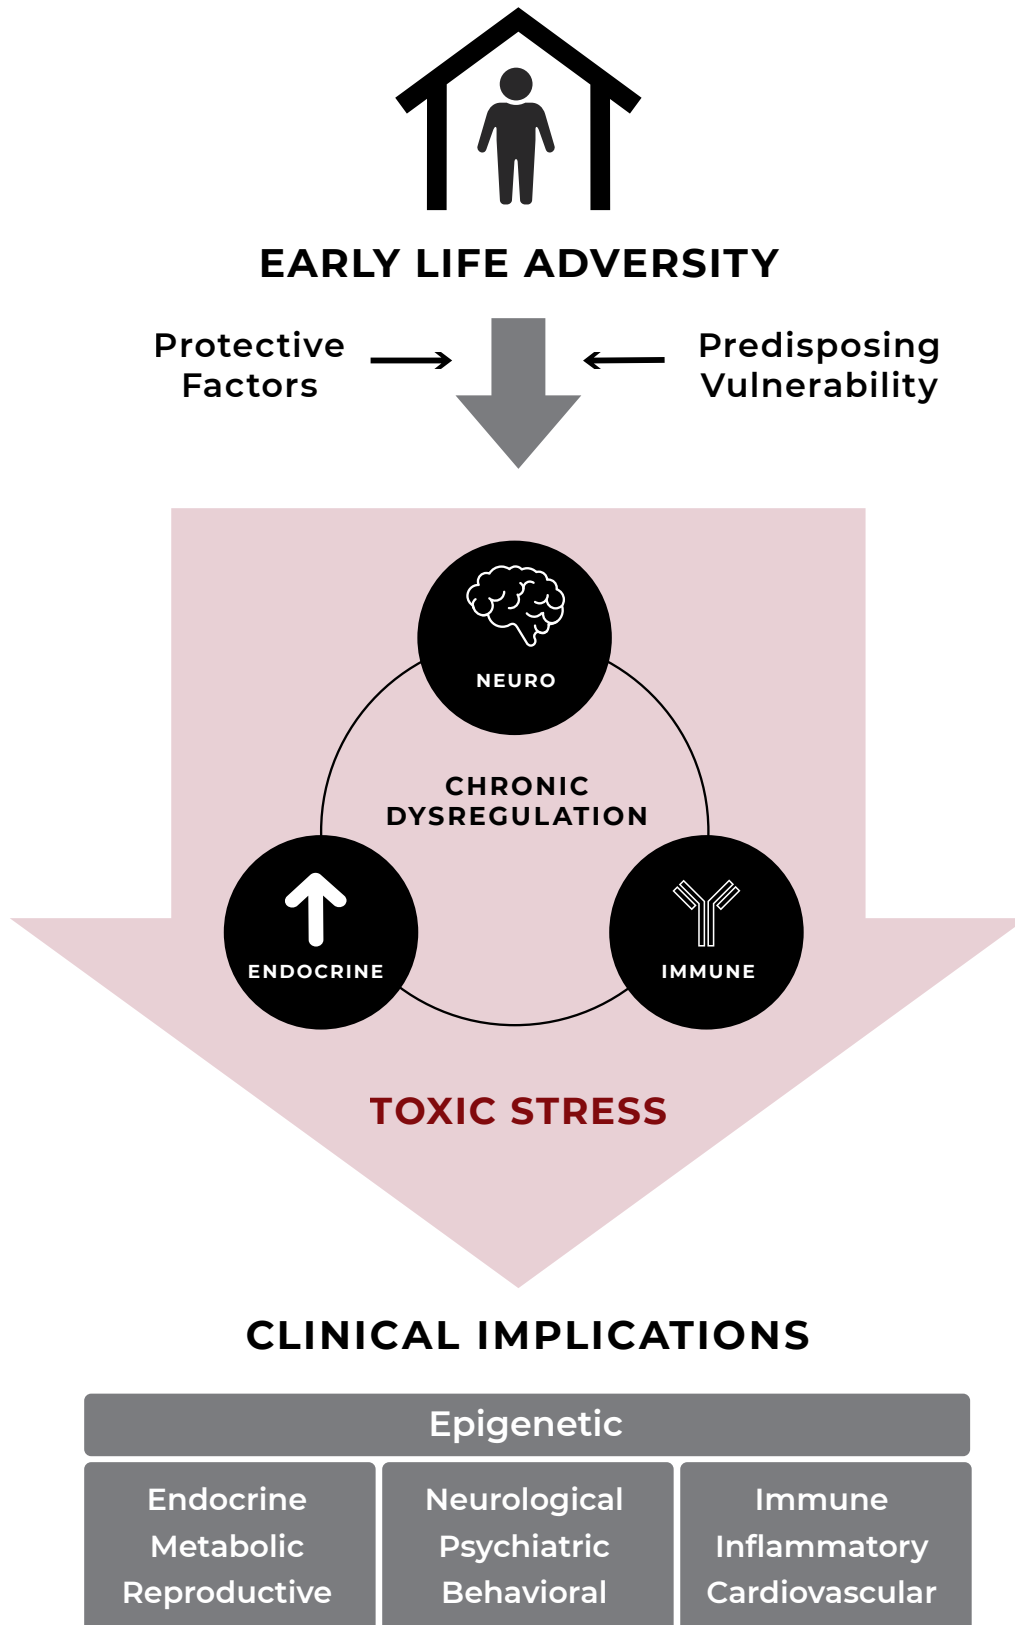 EARLY LIFE ADVERSITY
Protective
Factors
Predisposing
Vulnerability
NEURO
CHRONIC
DYSREGULATION
ENDOCRINE
IMMUNE
TOXIC STRESS
CLINICAL IMPLICATIONS
Epigenetic
Endocrine
Metabolic
Reproductive
Neurological
Psychiatric
Behavioral
Immune
Inflammatory
Cardiovascular